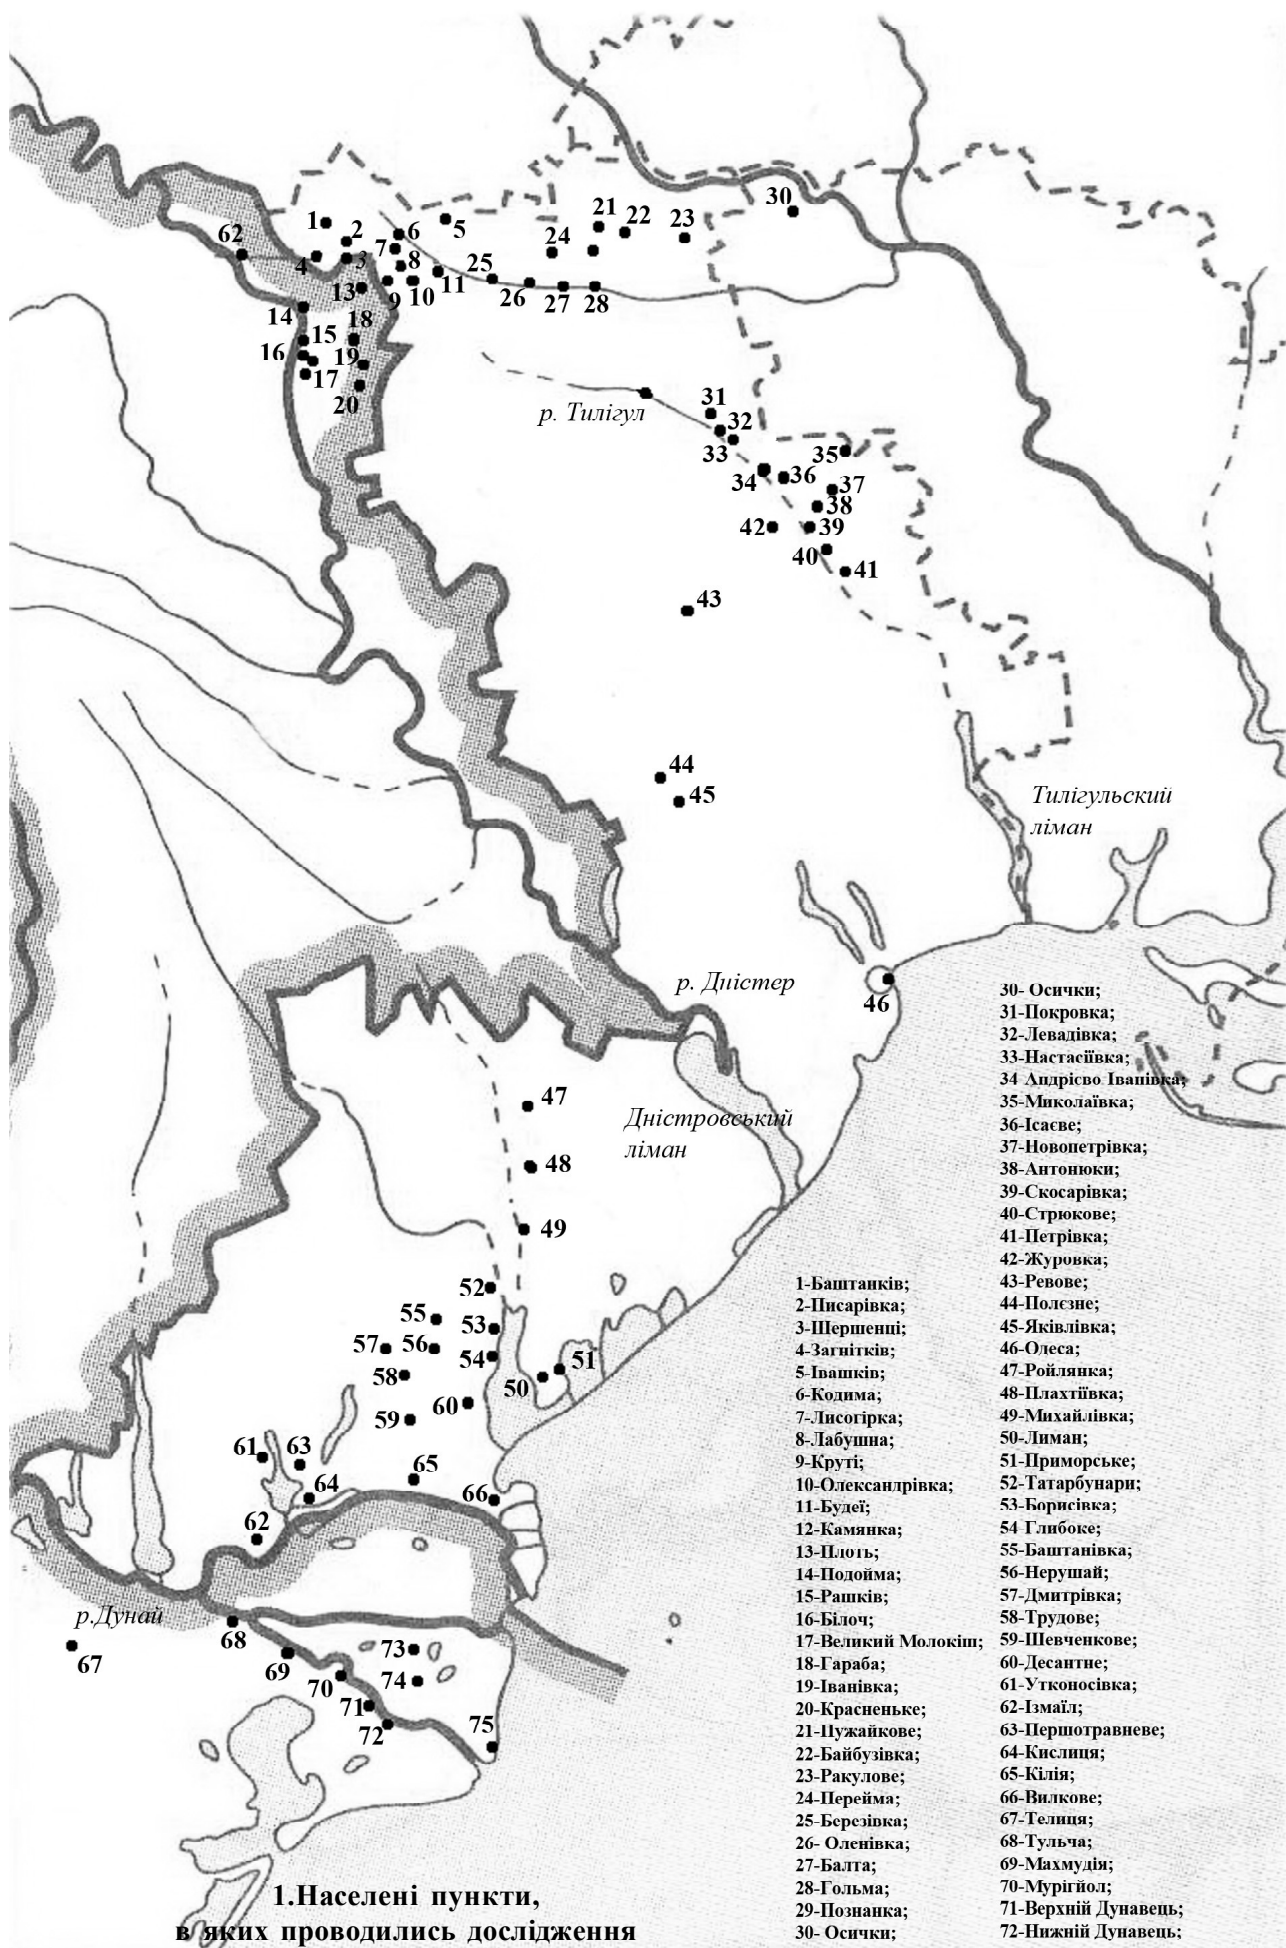 1
2
3
4
5
6
7
8
9
10
11
13
14
15
16
17
18
19
20
21
22
23
24
25
26
27
28
30
62
р. Тилігул
31
32
33
34
35
36
37
38
39
40
41
42
43
44
45
Тилігульский
ліман
р. Дністер
46
Дністровський
ліман
47
48
49
50
51
52
53
54
55
56
57
58
59
60
61
62
63
64
65
66
р.Дунай
67
68
69
70
71
72
73
74
75
1-Баштанків;
2-Писарівка;
3-Шершенці;
4-Загнітків;
5-Івашків;
6-Кодима;
7-Лисогірка;
8-Лабушна;
9-Круті;
10-Олександрівка;
11-Будеї;
12-Камянка;
13-Плоть;
14-Подойма;
15-Рашків;
16-Білоч;
17-Великий Молокіш;
18-Гараба;
19-Іванівка;
20-Красненьке;
21-Пужайкове;
22-Байбузівка;
23-Ракулове;
24-Перейма;
25-Березівка;
26- Оленівка;
27-Балта;
28-Гольма;
29-Познанка;
30- Осички;
30- Осички;
31-Покровка;
32-Левадівка;
33-Настасіївка;
34 Андрієво Іванівка;
35-Миколаївка;
36-Ісаєве;
37-Новопетрівка;
38-Антонюки;
39-Скосарівка;
40-Стрюкове;
41-Петрівка;
42-Журовка;
43-Ревове;
44-Полєзне;
45-Яківлівка;
46-Одеса;
47-Ройлянка;
48-Плахтіївка;
49-Михайлівка;
50-Лиман;
51-Приморське;
52-Татарбунари;
53-Борисівка;
54 Глибоке;
55-Баштанівка;
56-Нерушай;
57-Дмитрівка;
58-Трудове;
59-Шевченкове;
60-Десантне;
61-Утконосівка;
62-Ізмаїл;
63-Першотравневе;
64-Кислиця;
65-Кілія;
66-Вилкове;
67-Телиця;
68-Тульча;
69-Махмудія;
70-Мурігйол;
71-Верхній Дунавець;
72-Нижній Дунавець;
1.Населені пункти,
в яких проводились дослідження